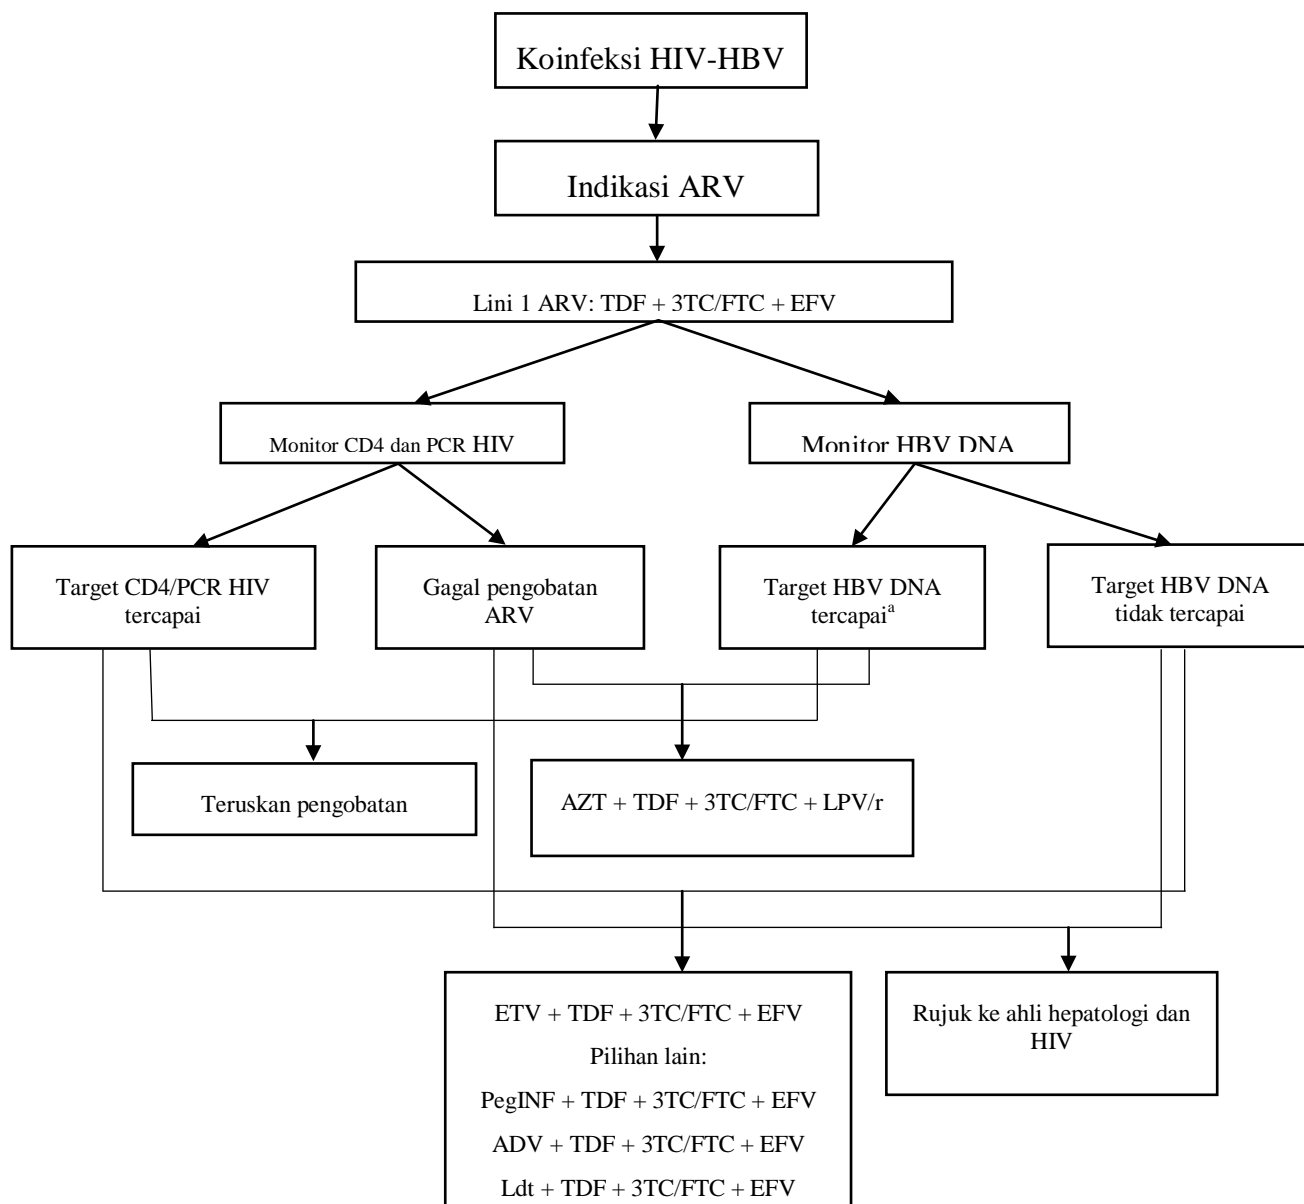 Koinfeksi HIV-HBV
Indikasi ARV
Lini 1 ARV: TDF + 3TC/FTC + EFV
Monitor CD4 dan PCR HIV
Monitor HBV DNA
Target CD4/PCR HIV
tercapai
Gagal pengobatan
ARV
Target HBV DNA
tercapaiᵃ
Target HBV DNA
tidak tercapai
Teruskan pengobatan
AZT + TDF + 3TC/FTC + LPV/r
ETV + TDF + 3TC/FTC + EFV
Pilihan lain:
PegINF + TDF + 3TC/FTC + EFV
ADV + TDF + 3TC/FTC + EFV
Ldt + TDF + 3TC/FTC + EFV
Rujuk ke ahli hepatologi dan
HIV